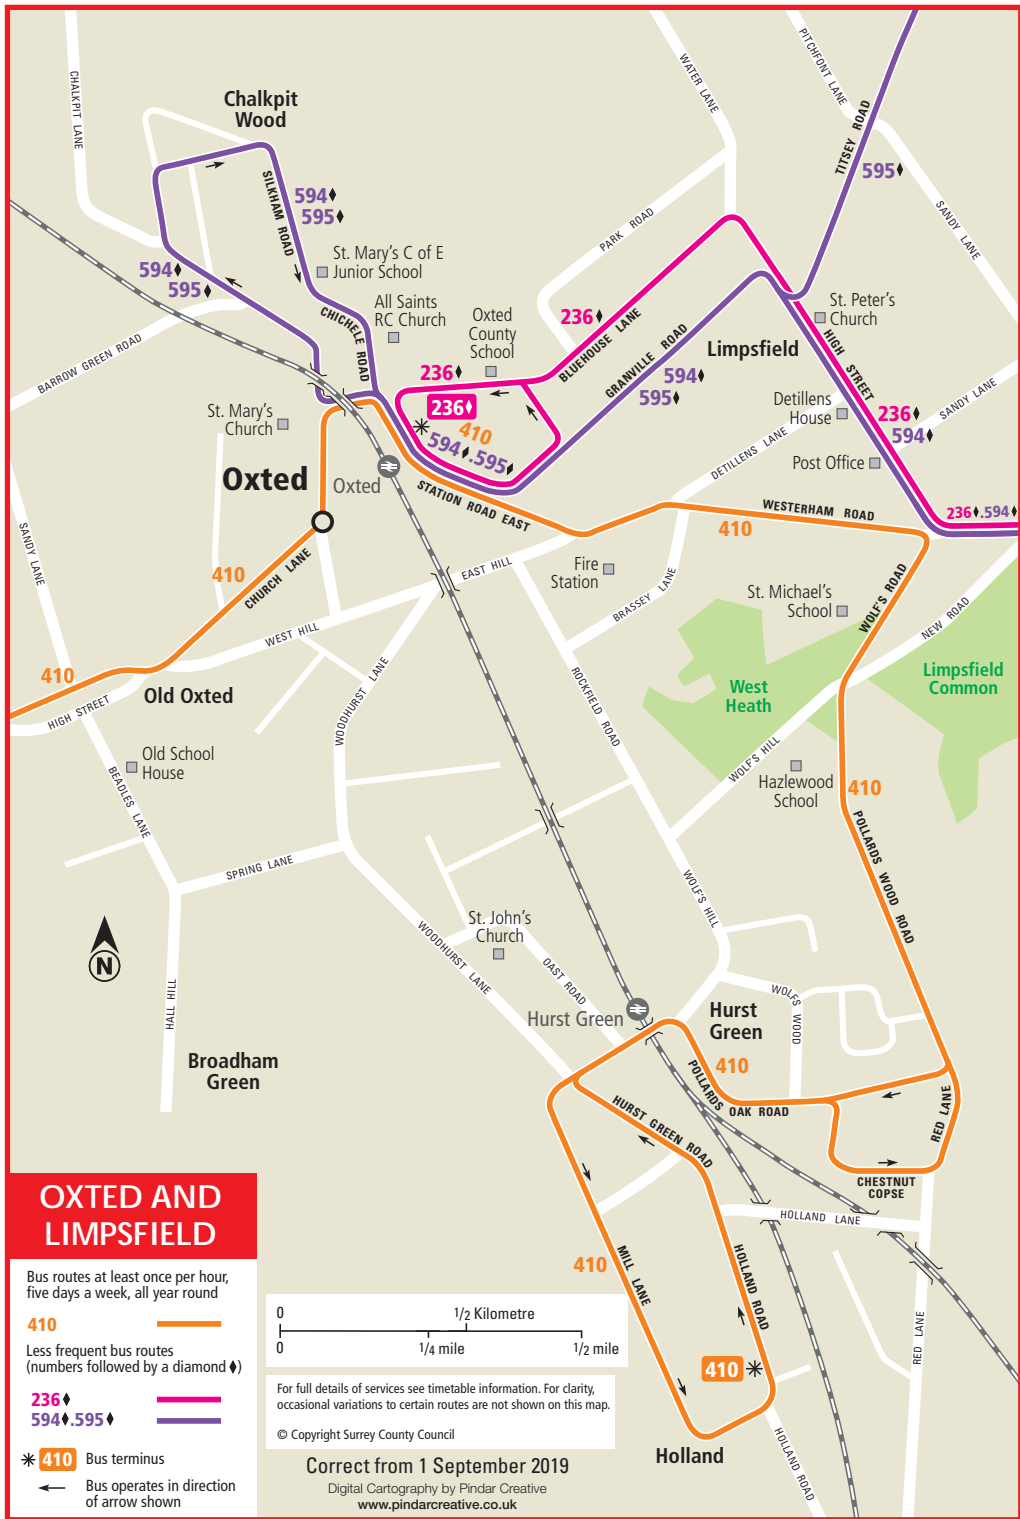 CHALKPIT LANE
Chalkpit
Wood
WATER LANE
PITCHFONT LANE
TITSEY ROAD
595♦
SILKHAM ROAD
594♦
595♦
SANDY LANE
PARK ROAD
St. Mary's C of E
Junior School
594♦
595♦
All Saints
RC Church
CHICHELE ROAD
Oxted
County
School
236♦
BLUEHOUSE LANE
GRANVILLE ROAD
St. Peter's
Church
HIGH STREET
Limpsfield
BARROW GREEN ROAD
236♦
594♦
595♦
Detillens
House
SANDY LANE
236♦
594♦
236♦
410
594♦.595♦
St. Mary's
Church
DETILLENS LANE
Post Office
Oxted
Oxted
STATION ROAD EAST
WESTERHAM ROAD
236♦.594♦
410
SANDY LANE
410
CHURCH LANE
EAST HILL
Fire
Station
BRASSEY LANE
St. Michael's
School
WOLF'S ROAD
NEW ROAD
WEST HILL
410
HIGH STREET
Old Oxted
WOODHURST LANE
ROCKFIELD ROAD
West
Heath
Limpsfield
Common
Old School
House
BEADLES LANE
WOLF'S HILL
Hazlewood
School
410
POLLARDS WOOD ROAD
SPRING LANE
WOLF'S HILL
St. John's
Church
WOODHURST LANE
OAST ROAD
N
HALL HILL
Hurst Green
WOLFS WOOD
Hurst
Green
Broadham
Green
410
POLLARDS
OAK ROAD
HURST GREEN ROAD
RED LANE
CHESTNUT
COPSE
HOLLAND LANE
410
MILL LANE
HOLLAND ROAD
RED LANE
410
Holland
HOLLAND ROAD
OXTED AND
LIMPSFIELD
Bus routes at least once per hour,
five days a week, all year round
410
Less frequent bus routes
(numbers followed by a diamond ♦)
236♦
594♦.595♦
410 Bus terminus
Bus operates in direction
of arrow shown
0 1/2 Kilometre
0 1/4 mile 1/2 mile
For full details of services see timetable information. For clarity,
occasional variations to certain routes are not shown on this map.
© Copyright Surrey County Council
Correct from 1 September 2019
Digital Cartography by Pindar Creative
www.pindarcreative.co.uk